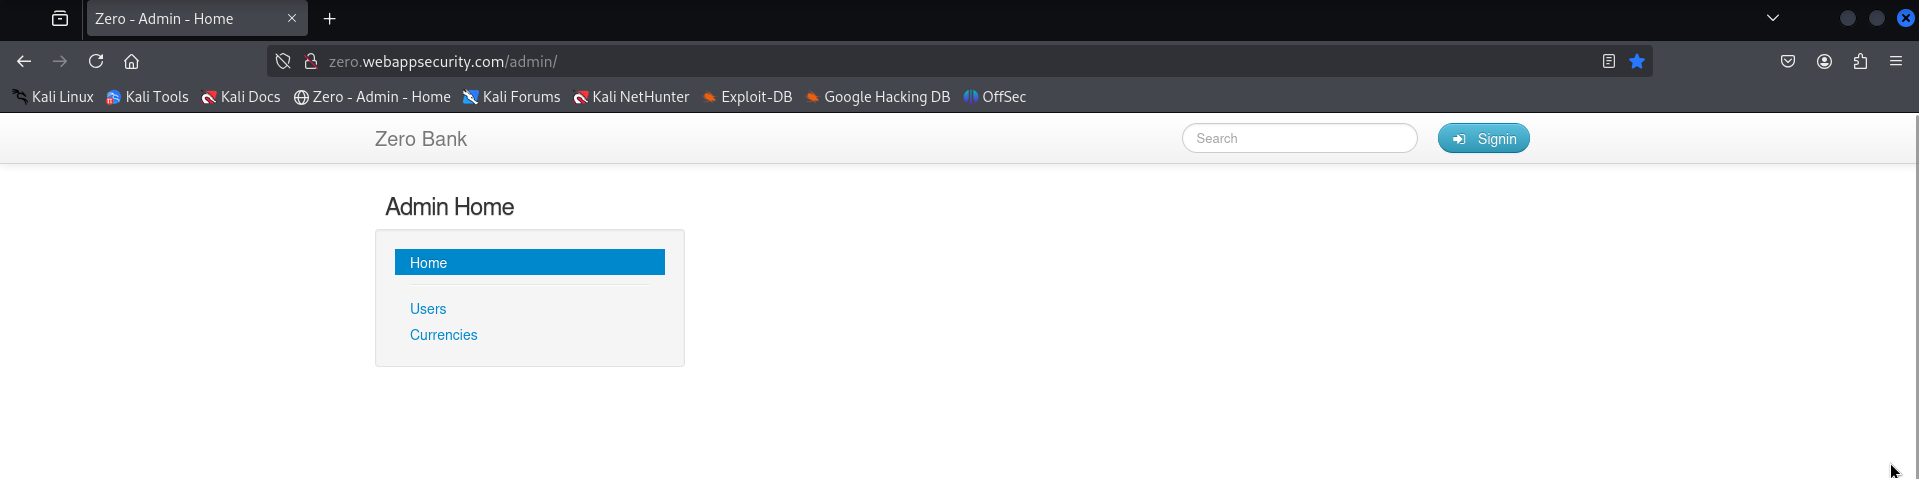 Zero - Admin - Home
zero.webappsecurity.com/admin/
Kali Linux Kali Tools Kali Docs Zero - Admin - Home Kali Forums Kali NetHunter Exploit-DB Google Hacking DB OffSec
Zero Bank Search Signin
Admin Home
Home
Users
Currencies